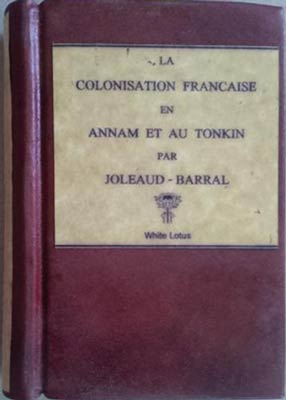 LA
COLONISATION FRANCAISE
EN
ANNAM ET AU TONKIN
PAR
JOLEAUD - BARRAL
White Lotus